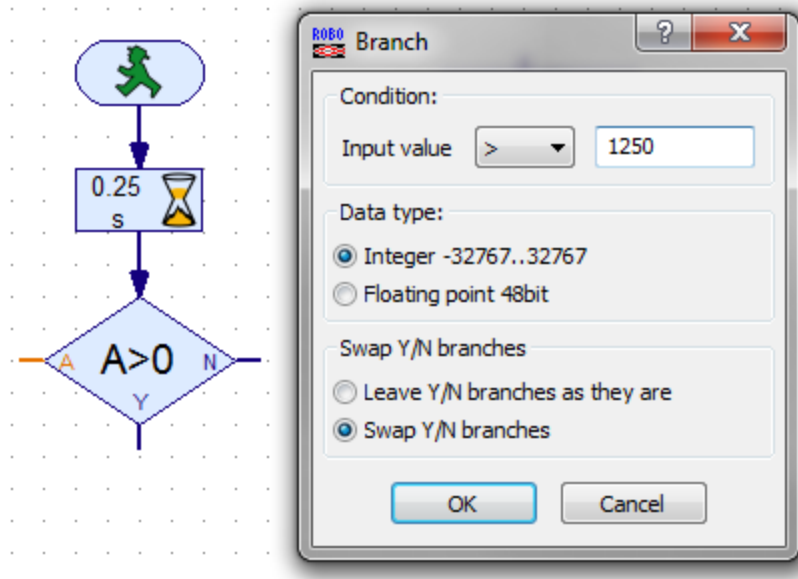 0.25
s
A A>0 N
Y
ROBO
Branch
?
X
Condition:
Input value > 1250
Data type:
Integer -32767..32767
Floating point 48bit
Swap Y/N branches
Leave Y/N branches as they are
Swap Y/N branches
OK Cancel